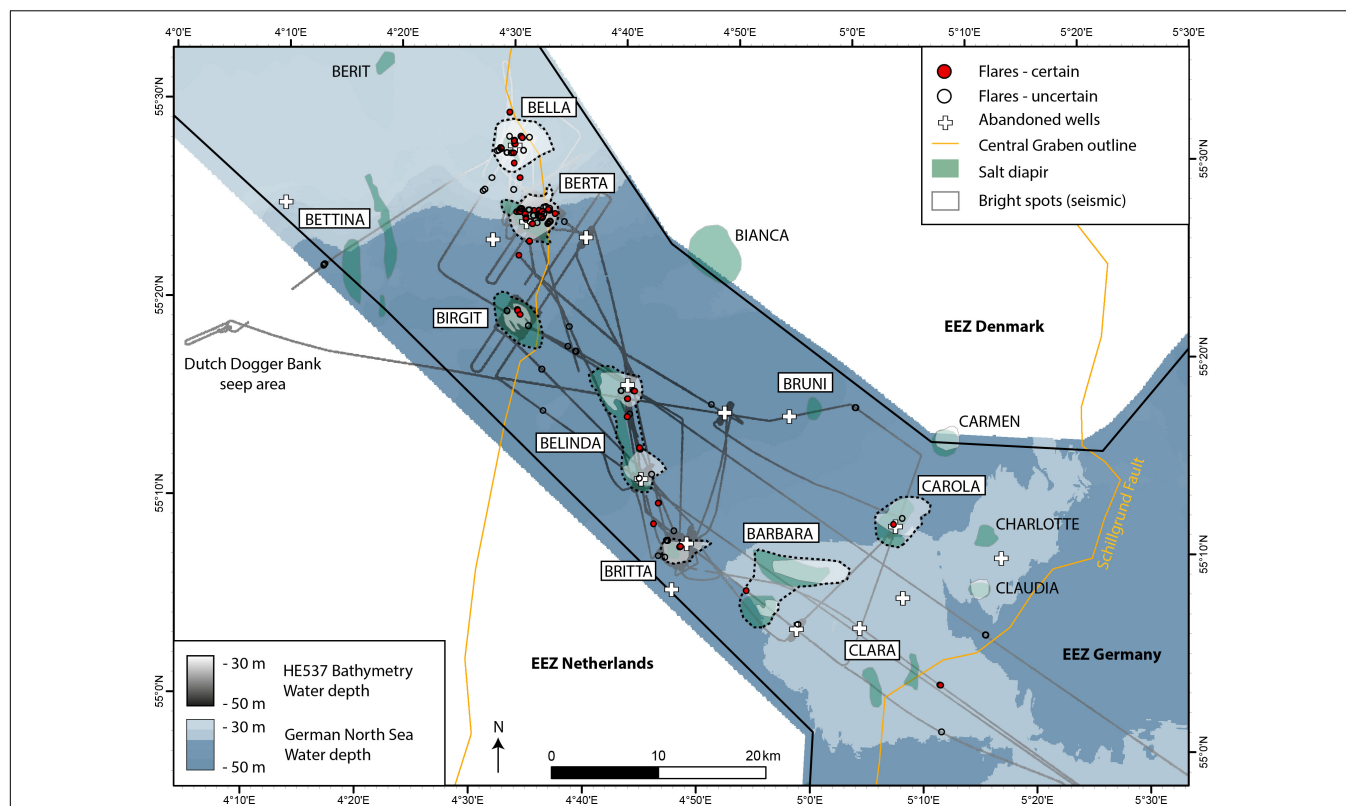 4°0'E 4°10'E 4°20'E 4°30'E 4°40'E 4°50'E 5°0'E 5°10'E 5°20'E 5°30'E
Flares - certain
Flares - uncertain
Abandoned wells
Central Graben outline
Salt diapir
Bright spots (seismic)
BERIT
BELLA
55°30'N
55°30'N
BERTA
BETTINA
BIANCA
55°20'N
BIRGIT
EEZ Denmark
55°20'N
Dutch Dogger Bank
seep area
BRUNI
CARMEN
BELINDA
CAROLA
55°10'N
Schillgrund Fault
CHARLOTTE
BARBARA
55°10'N
BRITTA
CLAUDIA
CLARA
EEZ Netherlands
EEZ Germany
55°0'N
55°0'N
- 30 m
HE537 Bathymetry
Water depth
- 50 m
- 30 m
German North Sea
Water depth
- 50 m
N
0 10 20 km
4°10'E 4°20'E 4°30'E 4°40'E 4°50'E 5°0'E 5°10'E 5°20'E 5°30'E